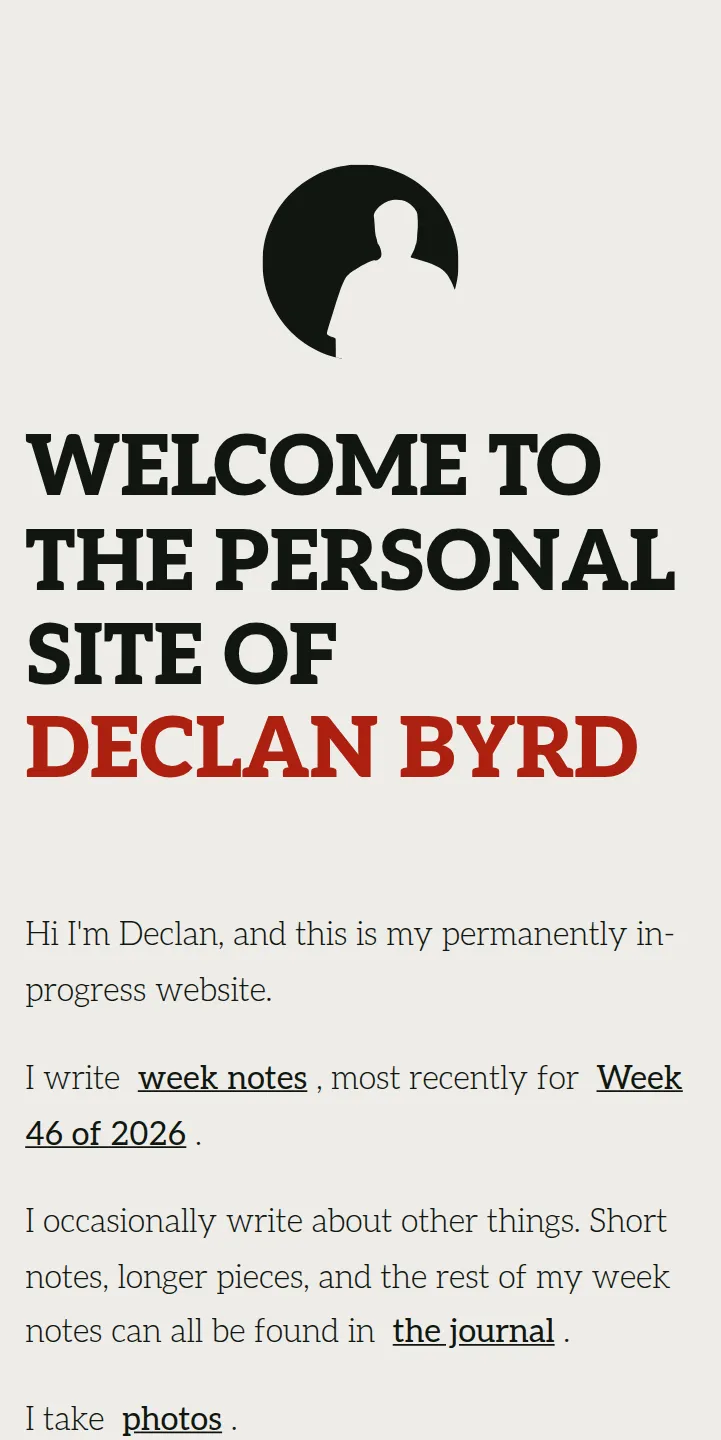 WELCOME TO
THE PERSONAL
SITE OF
DECLAN BYRD
Hi I'm Declan, and this is my permanently in-
progress website.
I write week notes , most recently for Week
46 of 2026 .
I occasionally write about other things. Short
notes, longer pieces, and the rest of my week
notes can all be found in the journal .
I take photos .